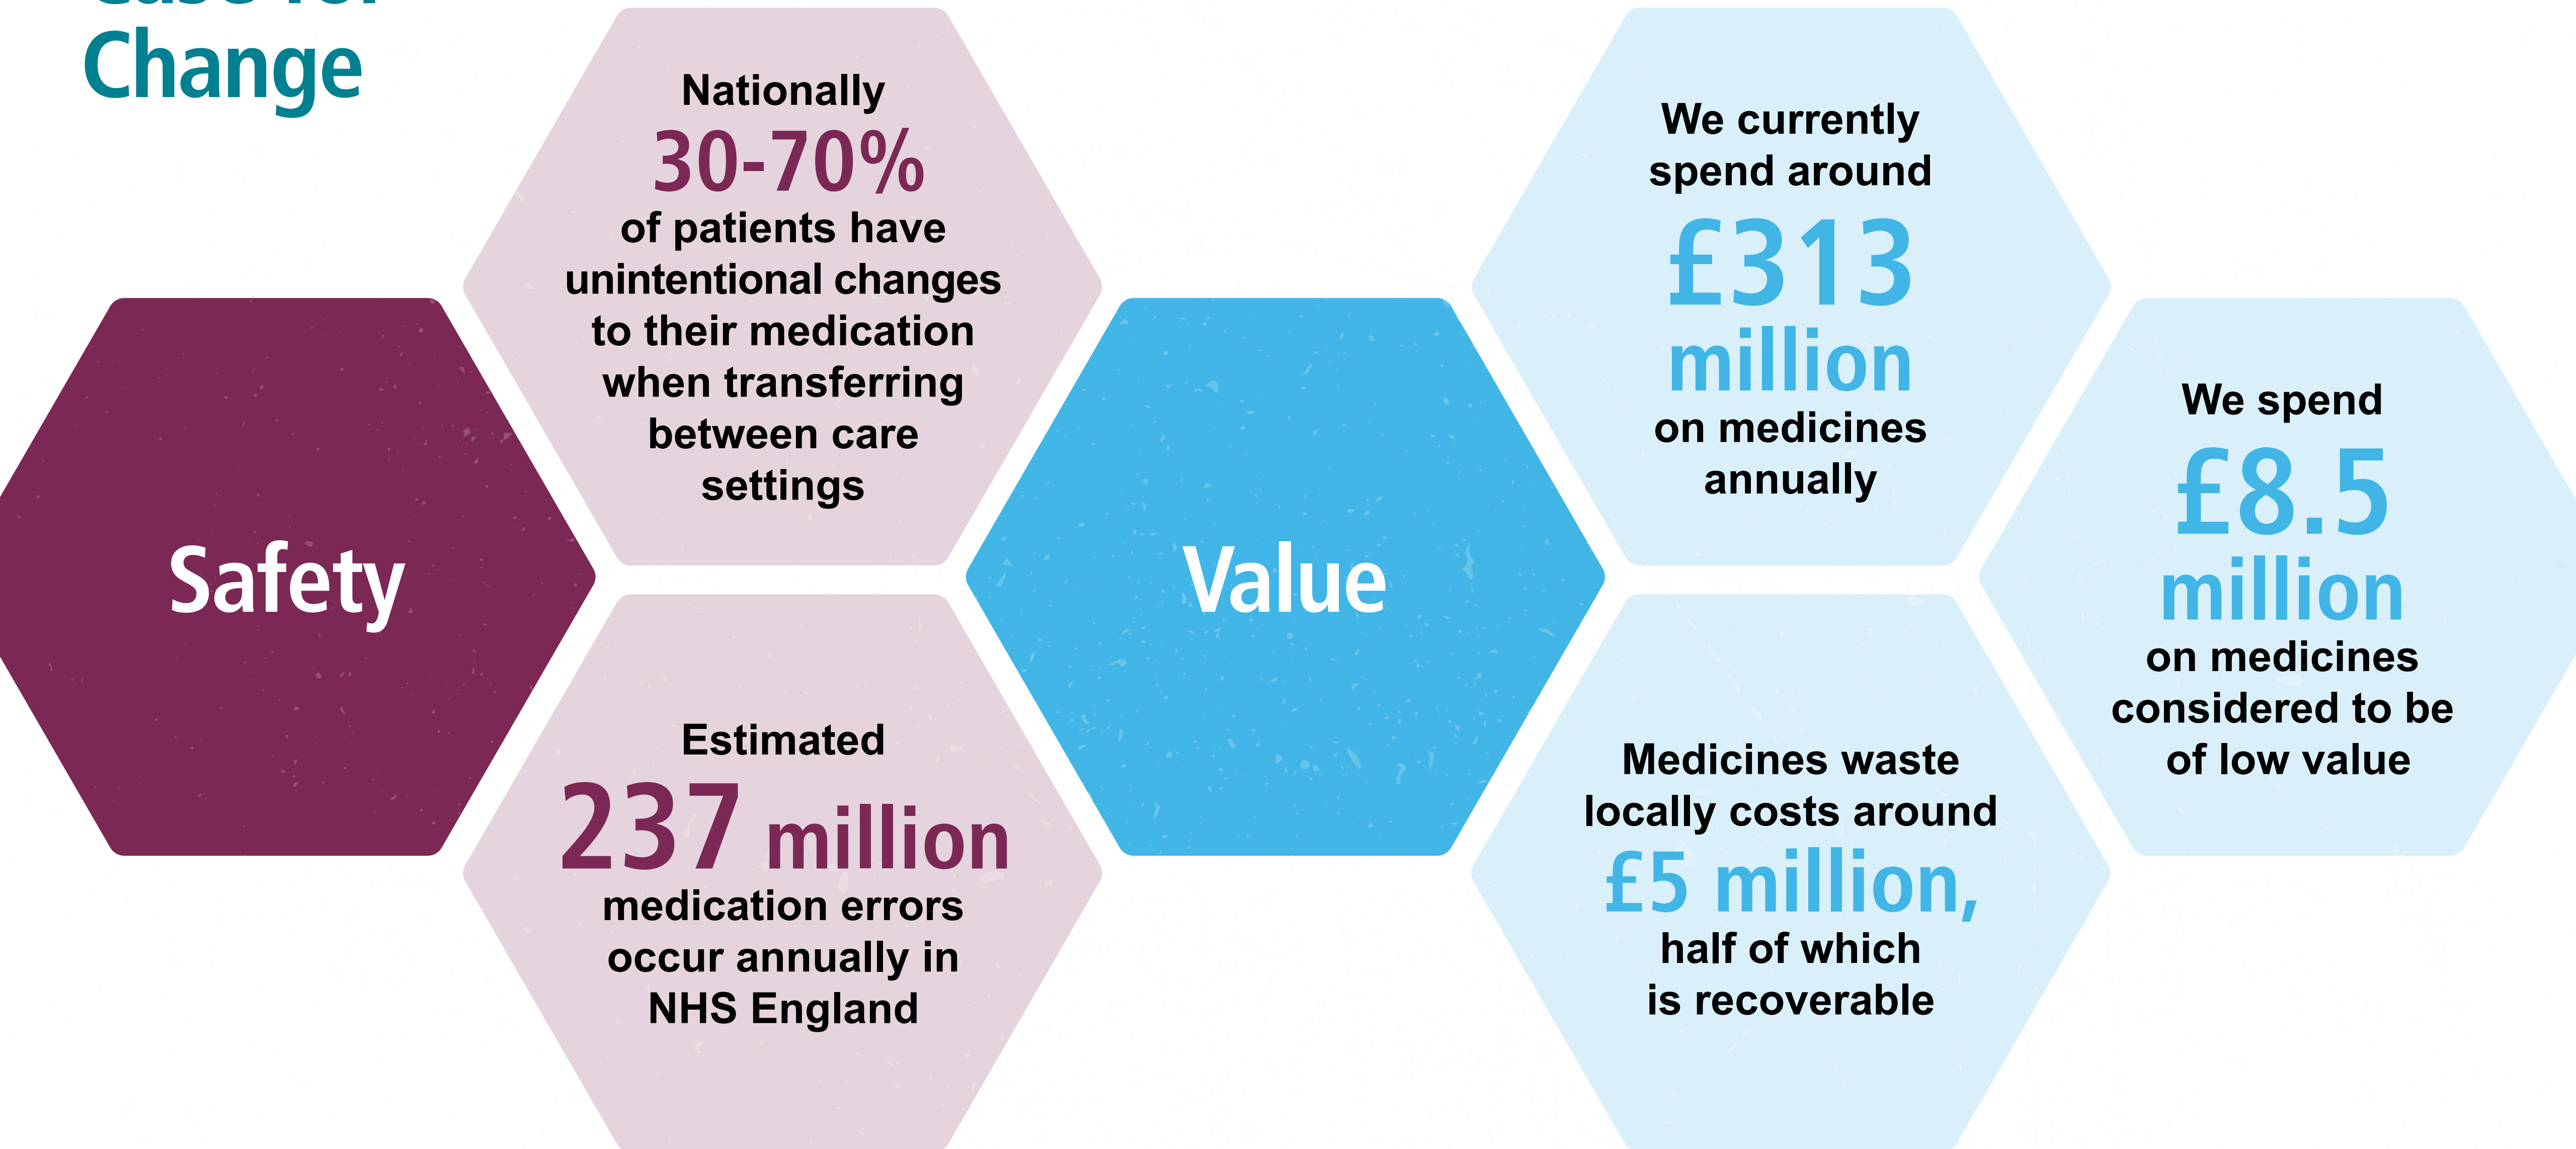 Case for
Change
Safety
Nationally
30-70%
of patients have
unintentional changes
to their medication
when transferring
between care
settings
Estimated
237 million
medication errors
occur annually in
NHS England
Value
We currently
spend around
£313
million
on medicines
annually
Medicines waste
locally costs around
£5 million,
half of which
is recoverable
We spend
£8.5
million
on medicines
considered to be
of low value